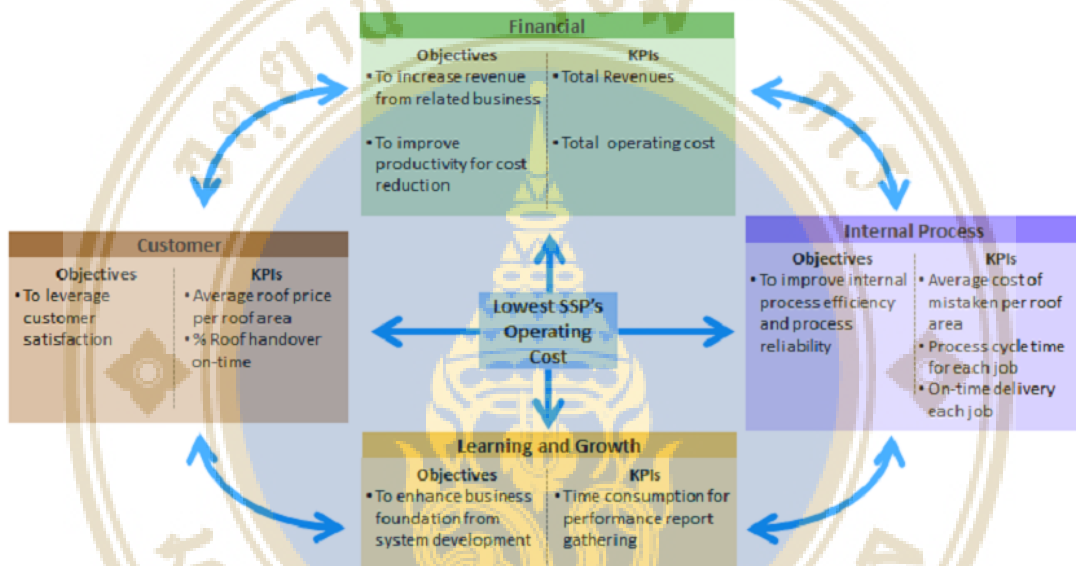 Financial
Objectives
• To increase revenue
from related business
• To improve
productivity for cost
reduction
KPIs
• Total Revenues
• Total operating cost
Customer
Objectives
• To leverage
customer
satisfaction
KPIs
• Average roof price
per roof area
• % Roof handover
on-time
Lowest SSP's
Operating
Cost
Internal Process
Objectives
• To improve internal
process efficiency
and process
reliability
KPIs
• Average cost of
mistaken per roof
area
• Process cycle time
for each job
• On-time delivery
each job
Learning and Growth
Objectives
• To enhance business
foundation from
system development
KPIs
• Time consumption for
performance report
gathering